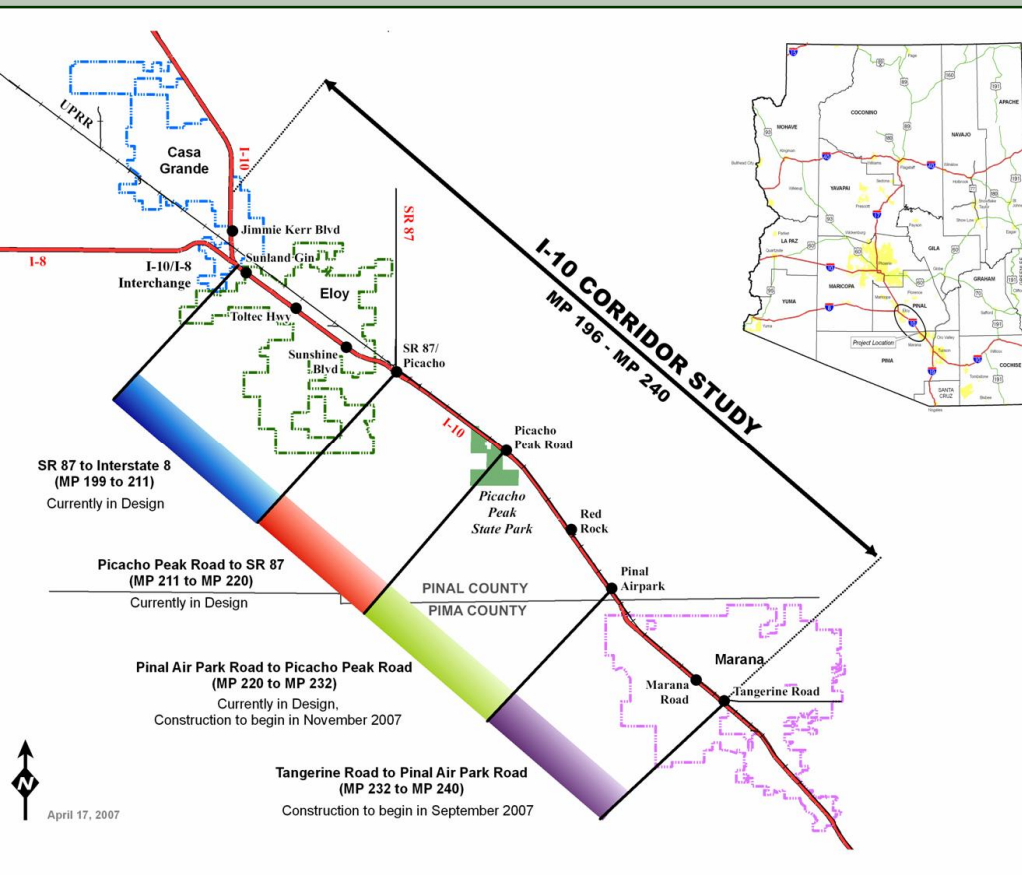 UPRR
Casa
Grande
I-10
Jimmie Kerr Blvd
SR 87
I-8
I-10/I-8
Interchange
Sunland Gin
Eloy
Toltec Hwy
Sunshine
Blvd
SR 87/
Picacho
I-10
Picacho
Peak Road
Picacho
Peak
State Park
Red
Rock
Pinal
Airpark
PINAL COUNTY
PIMA COUNTY
Marana
Marana
Road
Tangerine Road
I-10 CORRIDOR STUDY
MP 196 - MP 240
SR 87 to Interstate 8
(MP 199 to 211)
Currently in Design
Picacho Peak Road to SR 87
(MP 211 to MP 220)
Currently in Design
Pinal Air Park Road to Picacho Peak Road
(MP 220 to MP 232)
Currently in Design,
Construction to begin in November 2007
Tangerine Road to Pinal Air Park Road
(MP 232 to MP 240)
Construction to begin in September 2007
N
April 17, 2007
MOHAVE
COCONINO
NAVAJO
APACHE
YAVAPAI
LA PAZ
GILA
MARICOPA
GRAHAM
YUMA
PINAL
PIMA
COCHISE
SANTA
CRUZ
Project Location